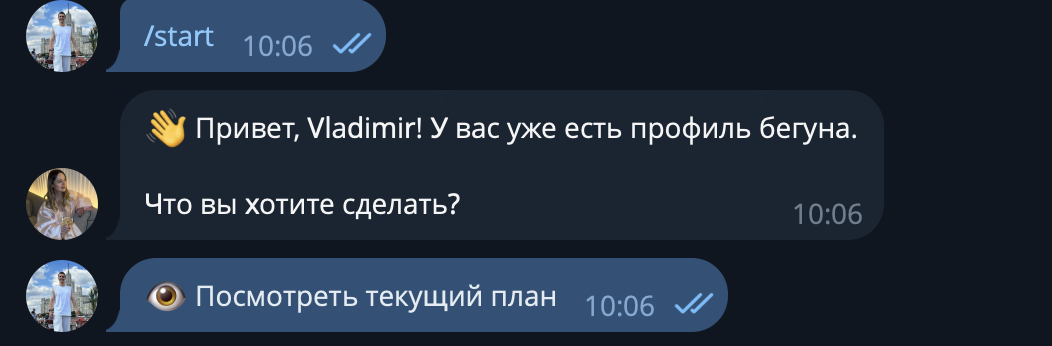 /start 10:06
👋 Привет, Vladimir! У вас уже есть профиль бегуна.
Что вы хотите сделать?
10:06
👁 Посмотреть текущий план 10:06